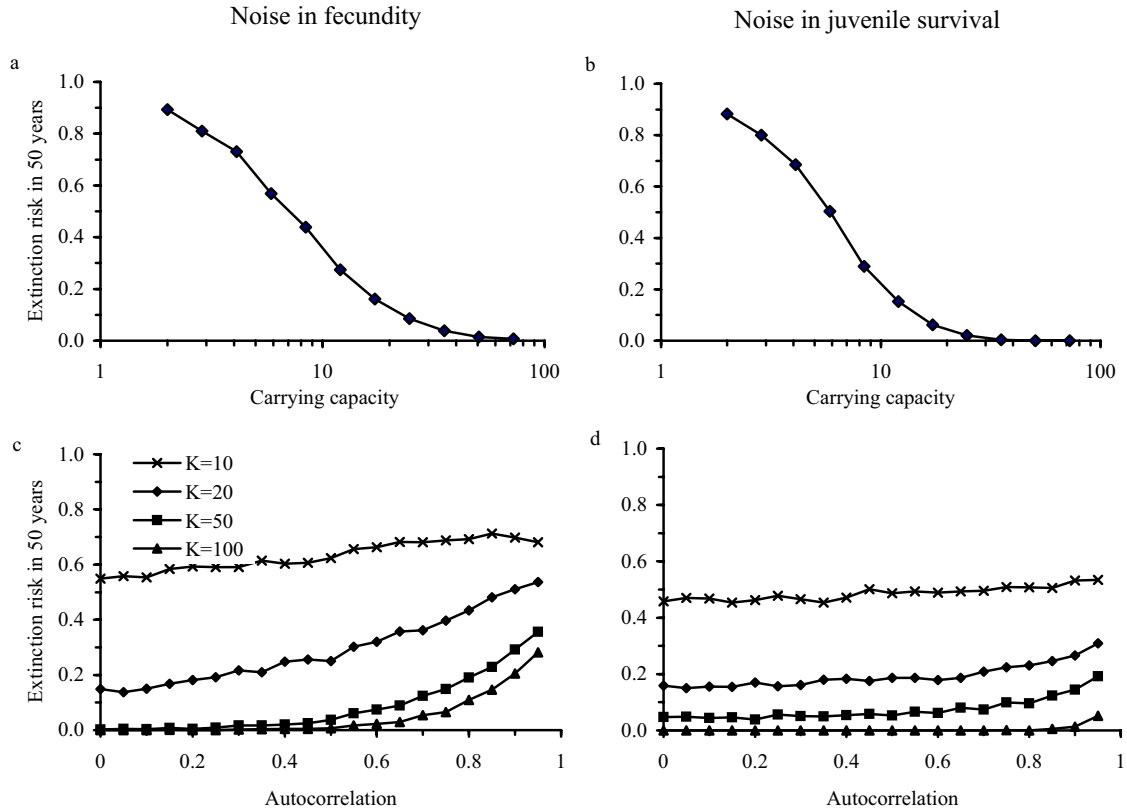 Noise in fecundity
Noise in juvenile survival
a
b
Extinction risk in 50 years
1.0
0.8
0.6
0.4
0.2
0.0
1
10
100
Carrying capacity
1.0
0.8
0.6
0.4
0.2
0.0
1
10
100
Carrying capacity
c
d
Extinction risk in 50 years
1.0
0.8
0.6
0.4
0.2
0.0
K=10
K=20
K=50
K=100
0
0.2
0.4
0.6
0.8
1
Autocorrelation
1.0
0.8
0.6
0.4
0.2
0.0
0
0.2
0.4
0.6
0.8
1
Autocorrelation